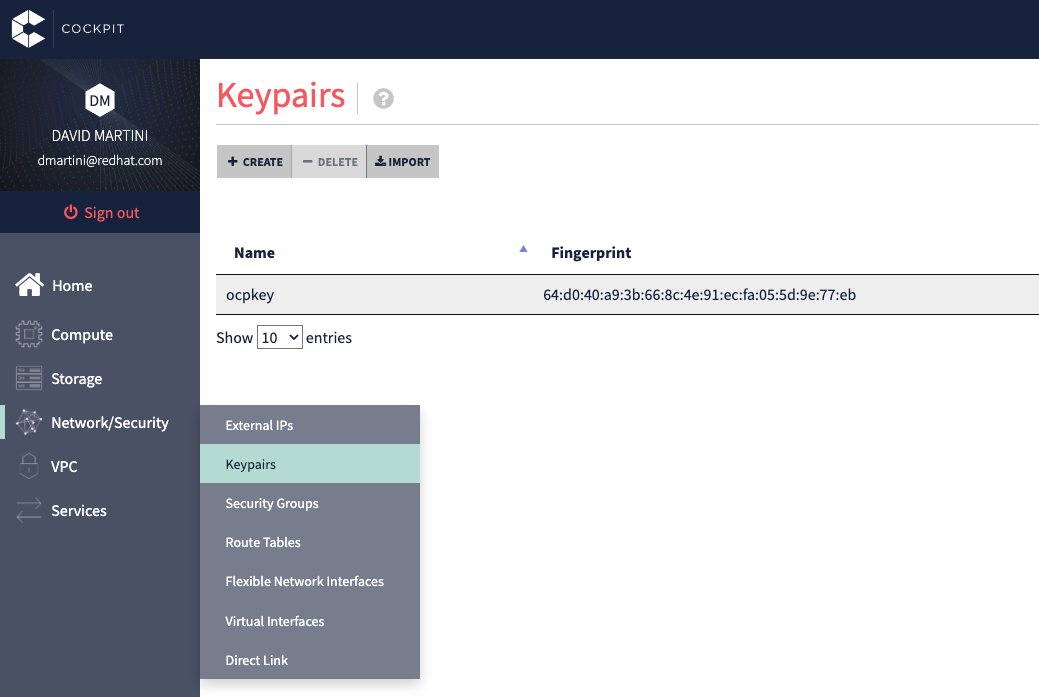 COCKPIT
DM
DAVID MARTINI
dmartini@redhat.com
Sign out
Home
Compute
Storage
Network/Security
VPC
Services
Keypairs ?
+ CREATE − DELETE IMPORT
Name Fingerprint
ocpkey 64:d0:40:a9:3b:66:8c:4e:91:ec:fa:05:5d:9e:77:eb
Show 10 entries
External IPs
Keypairs
Security Groups
Route Tables
Flexible Network Interfaces
Virtual Interfaces
Direct Link